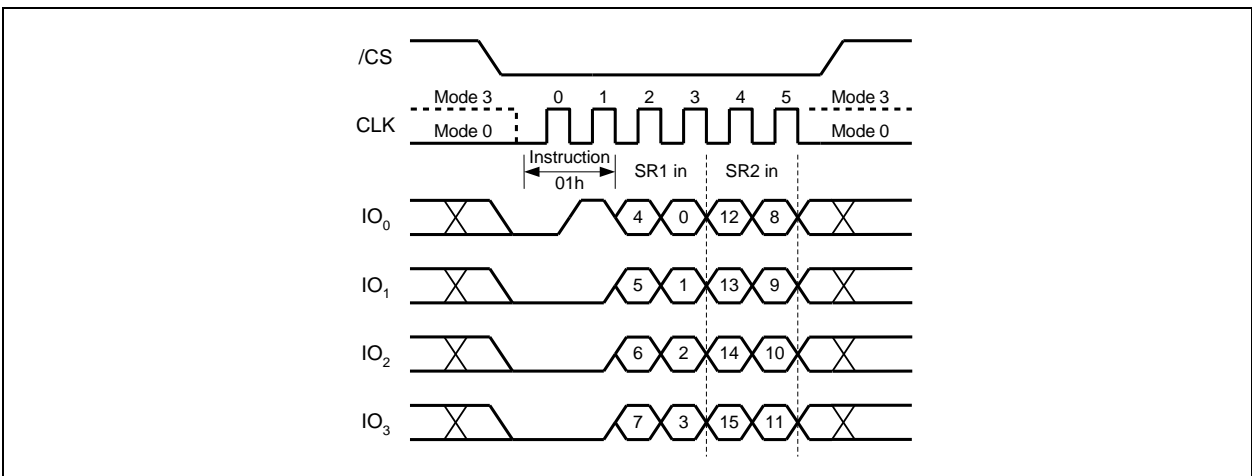 /CS
Mode 3 0 1 2 3 4 5 Mode 3
CLK
Mode 0 Mode 0
Instruction
SR1 in SR2 in
01h
IO0 4 0 12 8
IO1 5 1 13 9
IO2 6 2 14 10
IO3 7 3 15 11